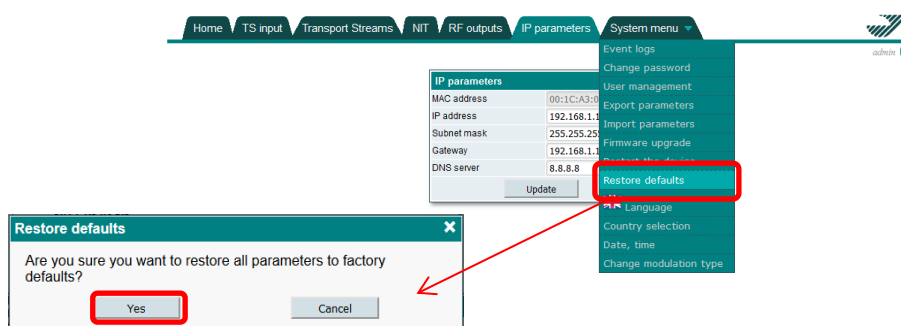 Home TS input Transport Streams NIT RF outputs IP parameters System menu
admin
Event logs
Change password
User management
Export parameters
Import parameters
Firmware upgrade
Restart the device
Restore defaults
Language
Country selection
Date, time
Change modulation type
IP parameters
MAC address 00:1C:A3:0
IP address 192.168.1.1
Subnet mask 255.255.25
Gateway 192.168.1.1
DNS server 8.8.8.8
Update
Restore defaults
Are you sure you want to restore all parameters to factory
defaults?
Yes Cancel